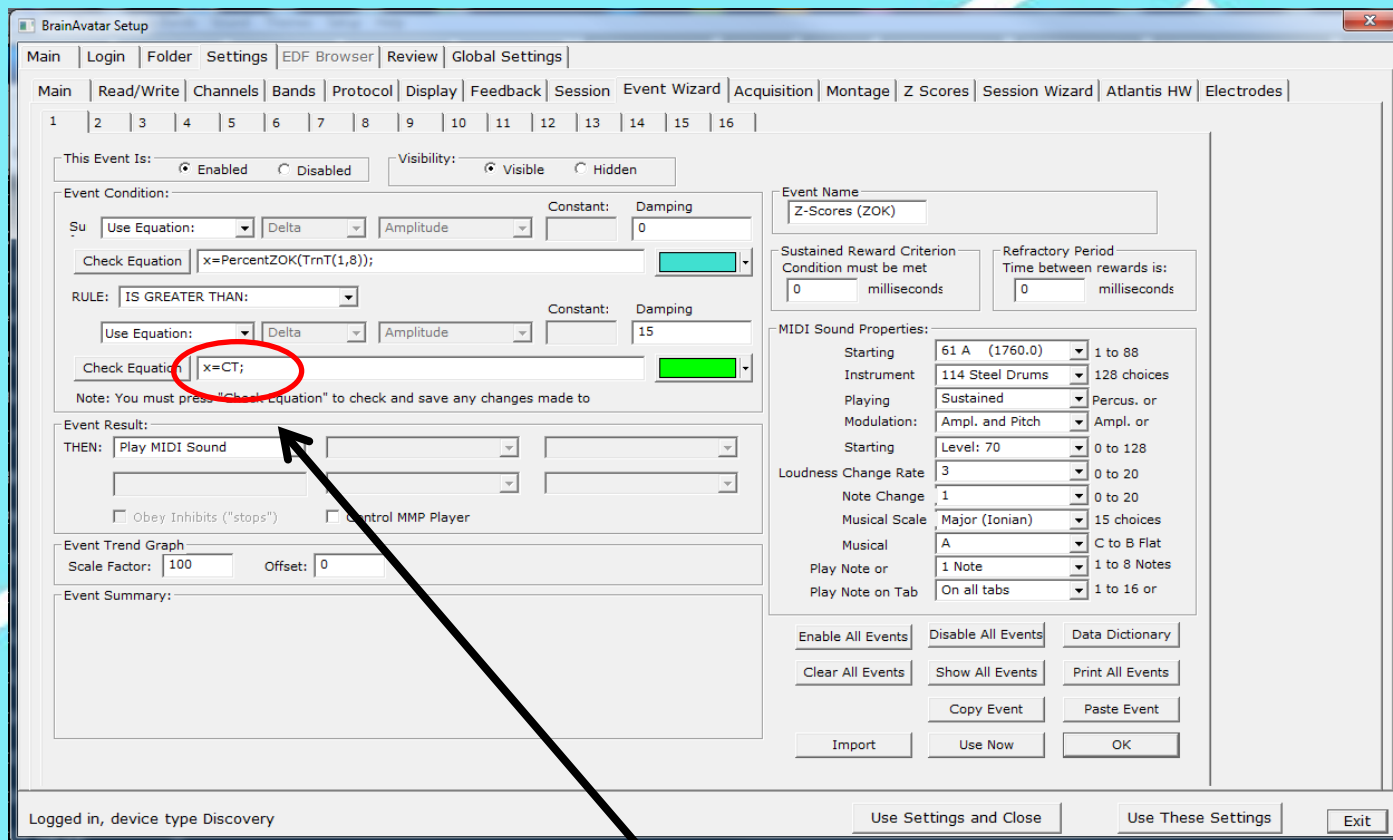 BrainAvatar Setup
Main Login Folder Settings EDF Browser Review Global Settings
Main Read/Write Channels Bands Protocol Display Feedback Session Event Wizard Acquisition Montage Z Scores Session Wizard Atlantis HW Electrodes
1 2 3 4 5 6 7 8 9 10 11 12 13 14 15 16
This Event Is: Enabled Disabled
Visibility: Visible Hidden
Event Condition:
Constant: Damping
Su Use Equation: Delta Amplitude 0
Check Equation x=PercentZOK(TrnT(1,8));
RULE: IS GREATER THAN:
Constant: Damping
Use Equation: Delta Amplitude 15
Check Equation x=CT;
Note: You must press "Check Equation" to check and save any changes made to
Event Result:
THEN: Play MIDI Sound
Obey Inhibits ("stops") Control MMP Player
Event Trend Graph
Scale Factor: 100 Offset: 0
Event Summary:
Event Name
Z-Scores (ZOK)
Sustained Reward Criterion
Condition must be met
0 milliseconds
Refractory Period
Time between rewards is:
0 milliseconds
MIDI Sound Properties:
Starting 61 A (1760.0) 1 to 88
Instrument 114 Steel Drums 128 choices
Playing Sustained Percus. or
Modulation: Ampl. and Pitch Ampl. or
Starting Level: 70 0 to 128
Loudness Change Rate 3 0 to 20
Note Change 1 0 to 20
Musical Scale Major (Ionian) 15 choices
Musical A C to B Flat
Play Note or 1 Note 1 to 8 Notes
Play Note on Tab On all tabs 1 to 16 or
Enable All Events Disable All Events Data Dictionary
Clear All Events Show All Events Print All Events
Copy Event Paste Event
Import Use Now OK
Logged in, device type Discovery
Use Settings and Close Use These Settings Exit